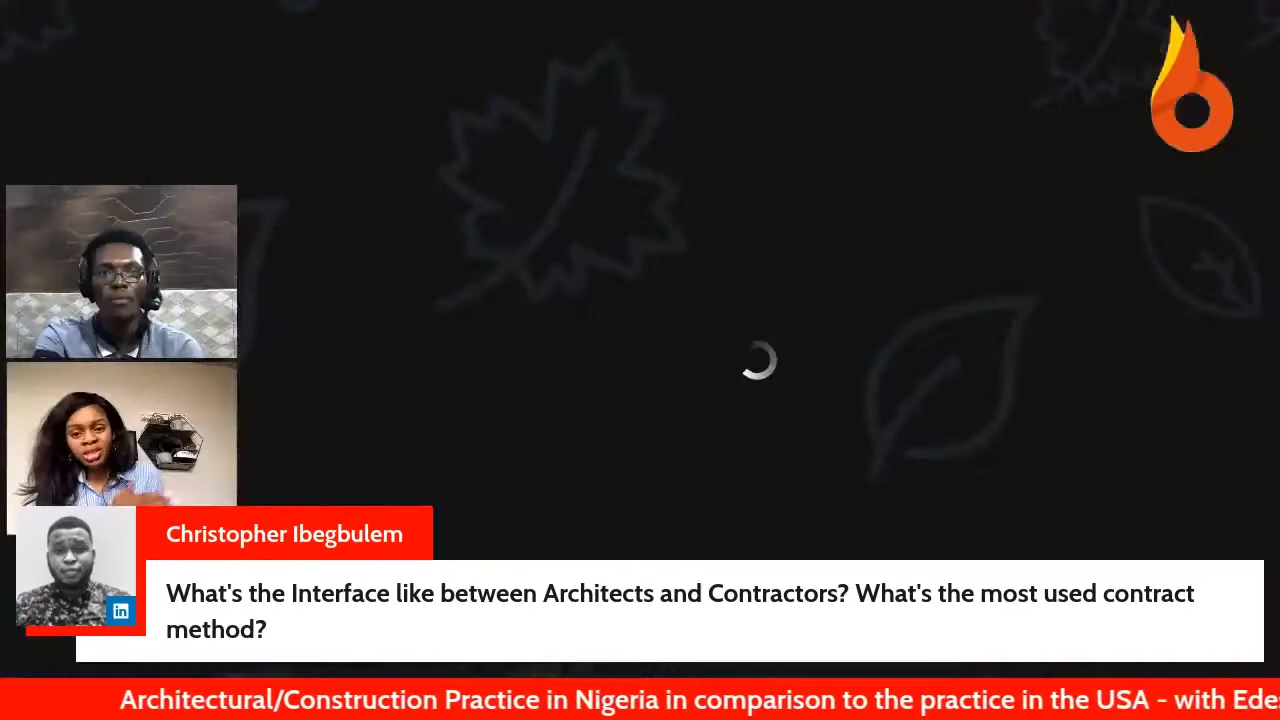 Christopher Ibegbulem
What's the Interface like between Architects and Contractors? What's the most used contract
method?
in
Architectural/Construction Practice in Nigeria in comparison to the practice in the USA - with Ede